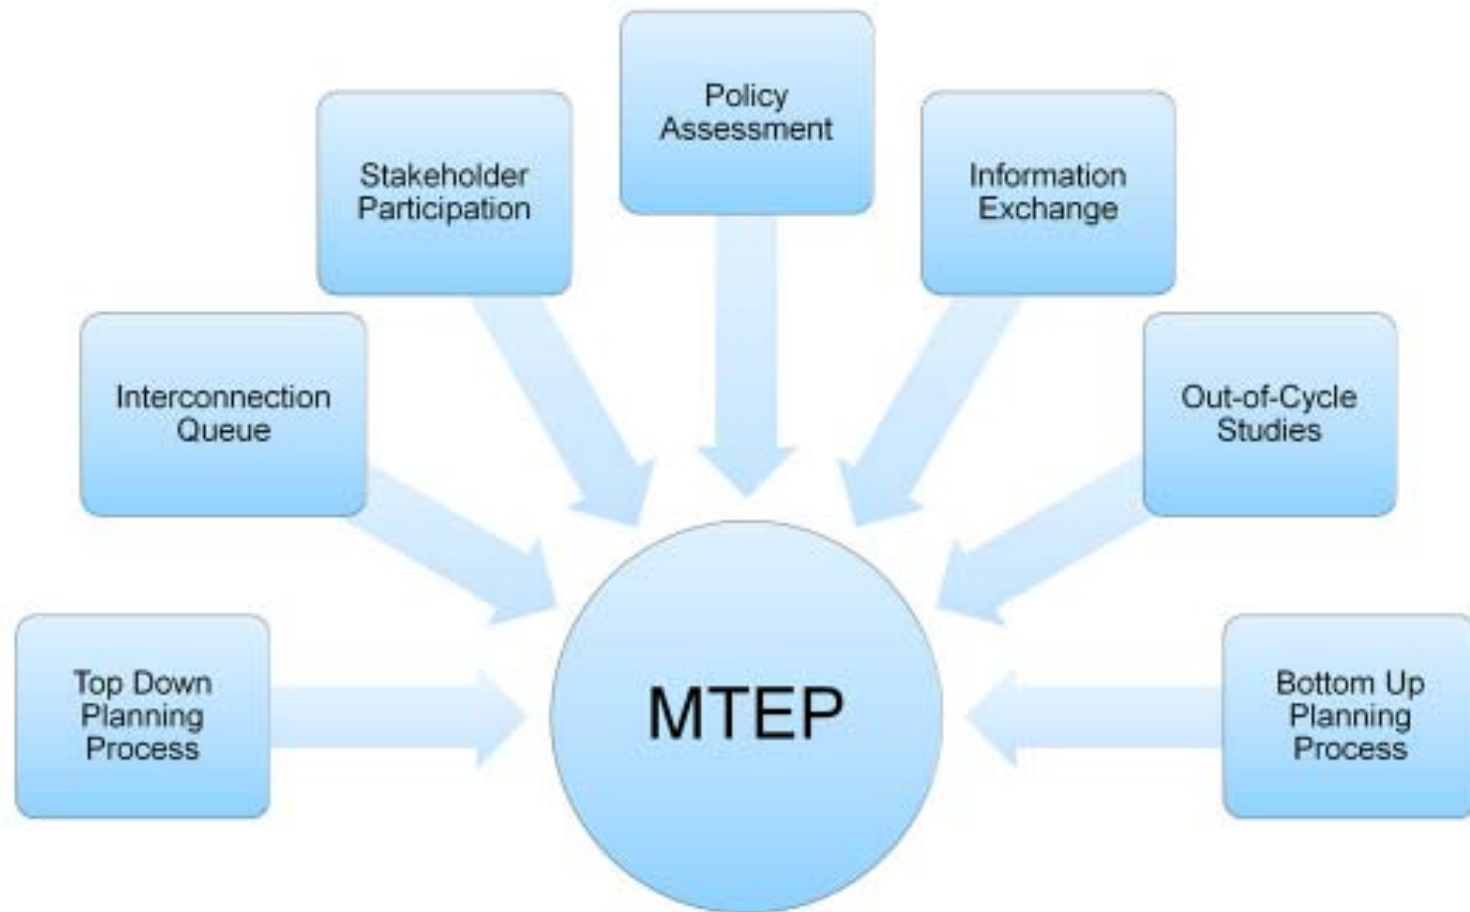 Policy
Assessment
Stakeholder
Participation
Information
Exchange
Interconnection
Queue
Out-of-Cycle
Studies
Top Down
Planning
Process
MTEP
Bottom Up
Planning
Process